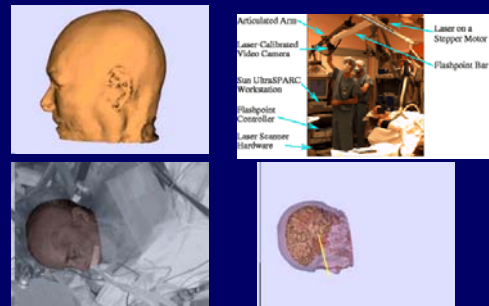 Articulated Arm
Laser-Calibrated
Video Camera
Sun UltraSPARC
Workstation
Flashpoint
Controller
Laser Scanner
Hardware
Laser on a
Stepper Motor
Flashpoint Bar